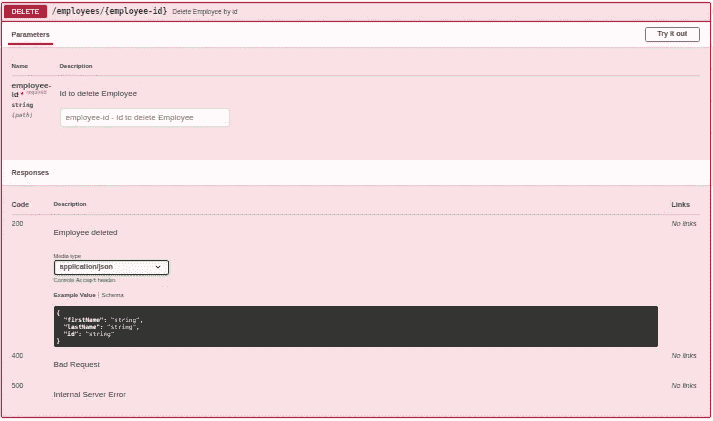 DELETE /employees/{employee-id} Delete Employee by id
Parameters Try it out
Name Description
employee-id * required Id to delete Employee
string
(path) employee-id - Id to delete Employee
Responses
Code Description Links
200 Employee deleted No links
Media type
application/json
Controls Accept header.
Example Value | Schema
{
"firstName": "string",
"lastName": "string",
"id": "string"
}
400 Bad Request No links
500 Internal Server Error No links